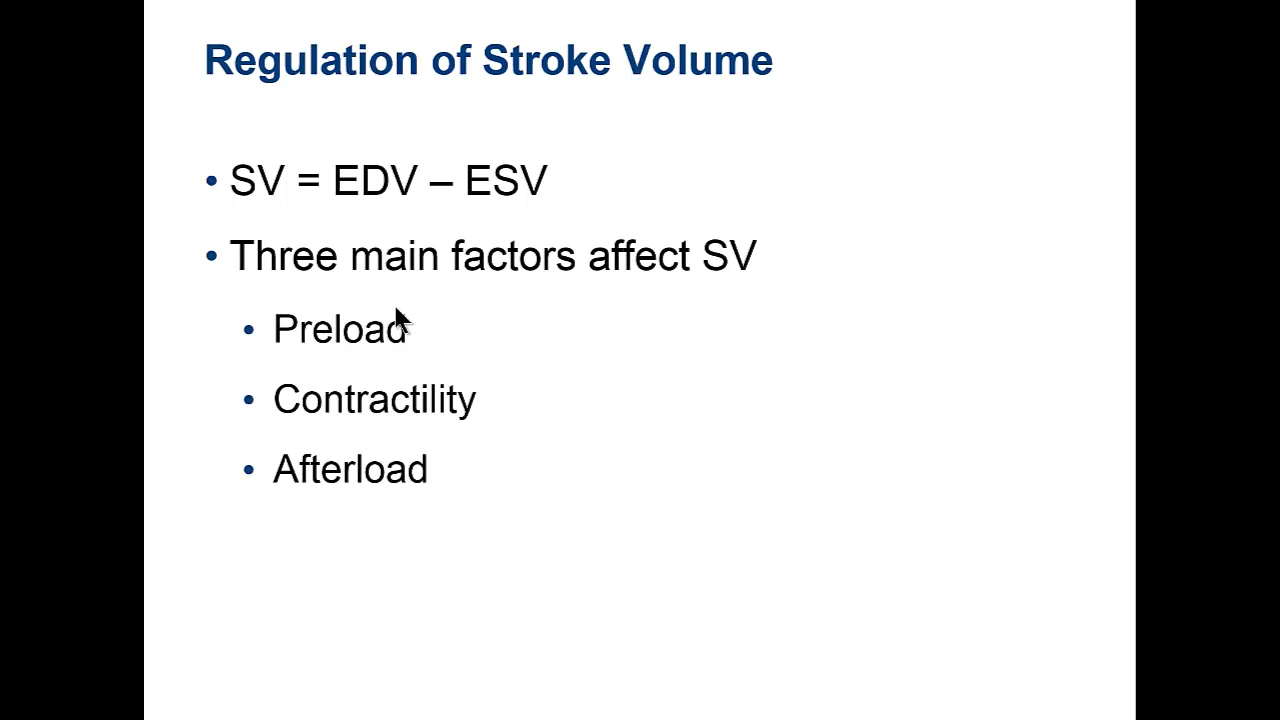 Regulation of Stroke Volume
• SV = EDV – ESV
• Three main factors affect SV
• Preload
• Contractility
• Afterload